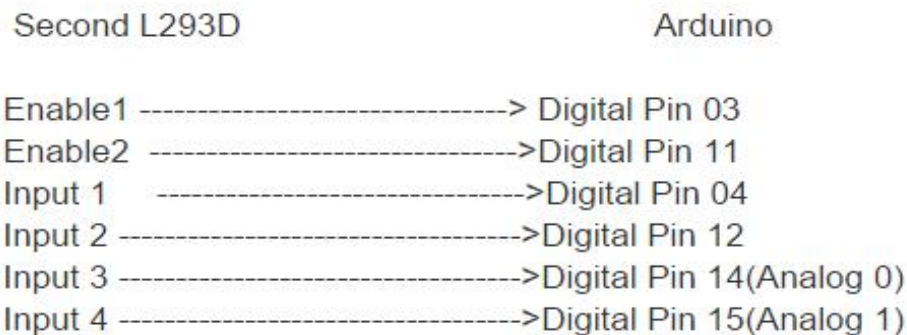 Second L293D Arduino
Enable1 -------------------------------> Digital Pin 03
Enable2 ------------------------------->Digital Pin 11
Input 1 ------------------------------->Digital Pin 04
Input 2 ---------------------------------->Digital Pin 12
Input 3 ---------------------------------->Digital Pin 14(Analog 0)
Input 4 ---------------------------------->Digital Pin 15(Analog 1)